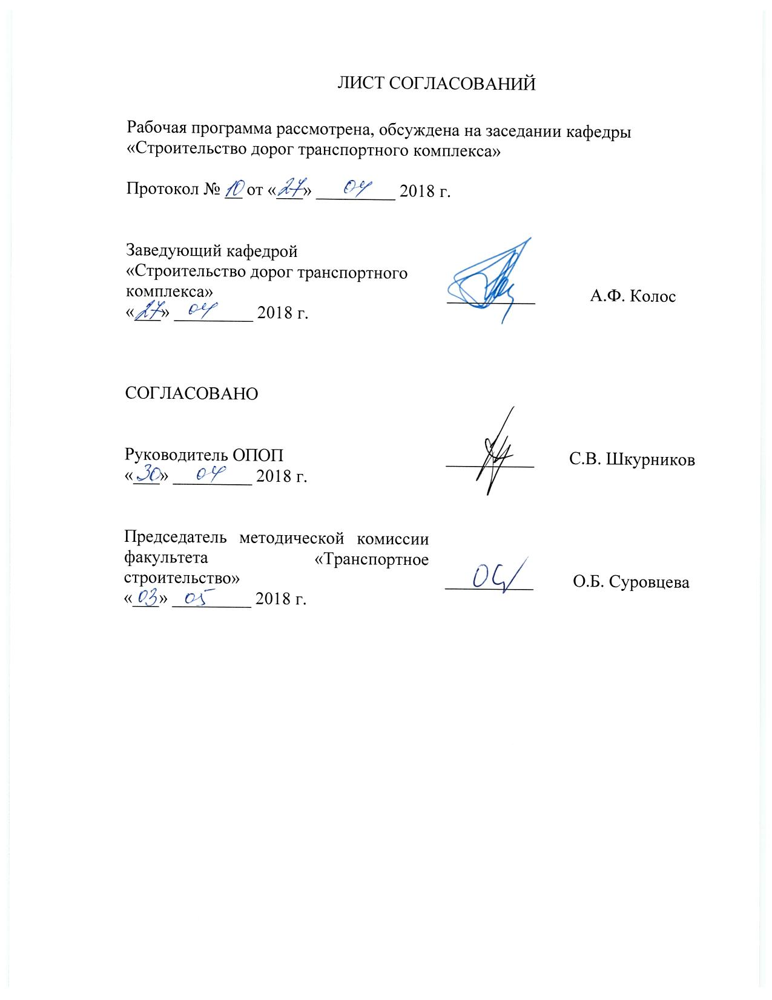 ЛИСТ СОГЛАСОВАНИЙ
Рабочая программа рассмотрена, обсуждена на заседании кафедры
«Строительство дорог транспортного комплекса»
Протокол № 10 от «27» 04 2018 г.
Заведующий кафедрой
«Строительство дорог транспортного
комплекса»
А.Ф. Колос
«27» 04 2018 г.
СОГЛАСОВАНО
Руководитель ОПОП
С.В. Шкурников
«30» 04 2018 г.
Председатель методической комиссии
факультета «Транспортное
строительство»
О.Б. Суровцева
«03» 05 2018 г.